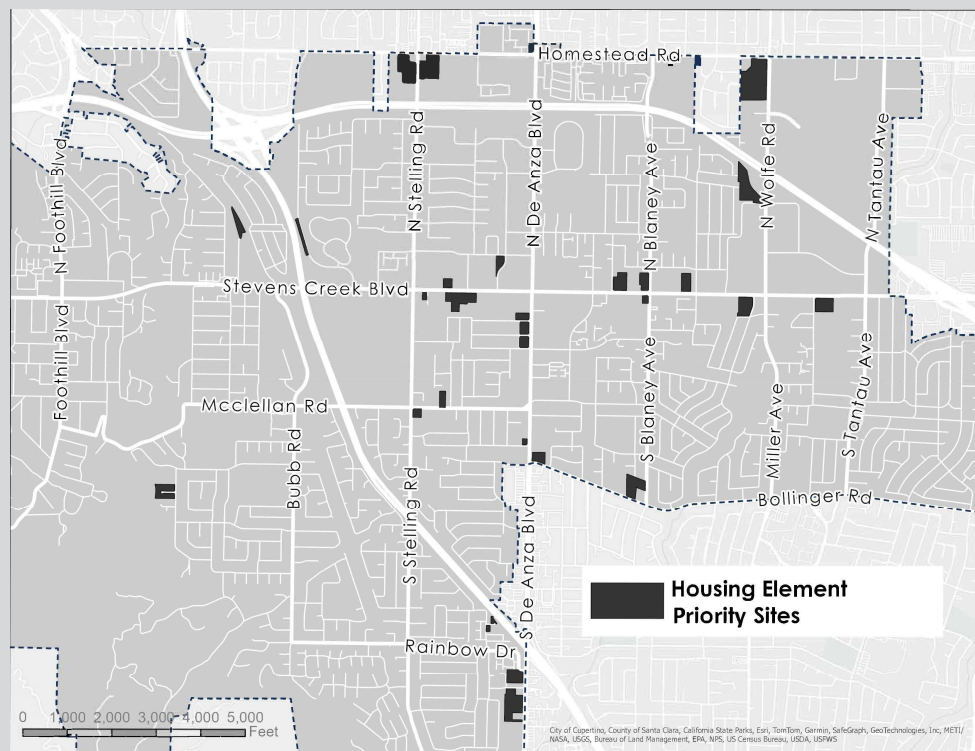 Homestead Rd
N Foothill Blvd
N Stelling Rd
N De Anza Blvd
N Blaney Ave
N Wolfe Rd
N Tantau Ave
Stevens Creek Blvd
Foothill Blvd
Mcclellan Rd
S Blaney Ave
Miller Ave
S Tantau Ave
Bubb Rd
S Stelling Rd
S De Anza Blvd
Bollinger Rd
Housing Element
Priority Sites
Rainbow Dr
0 1,000 2,000 3,000 4,000 5,000
Feet
City of Cupertino, County of Santa Clara, California State Parks, Esri, TomTom, Garmin, SafeGraph, GeoTechnologies, Inc, METI/
NASA, USGS, Bureau of Land Management, EPA, NPS, US Census Bureau, USDA, USFWS